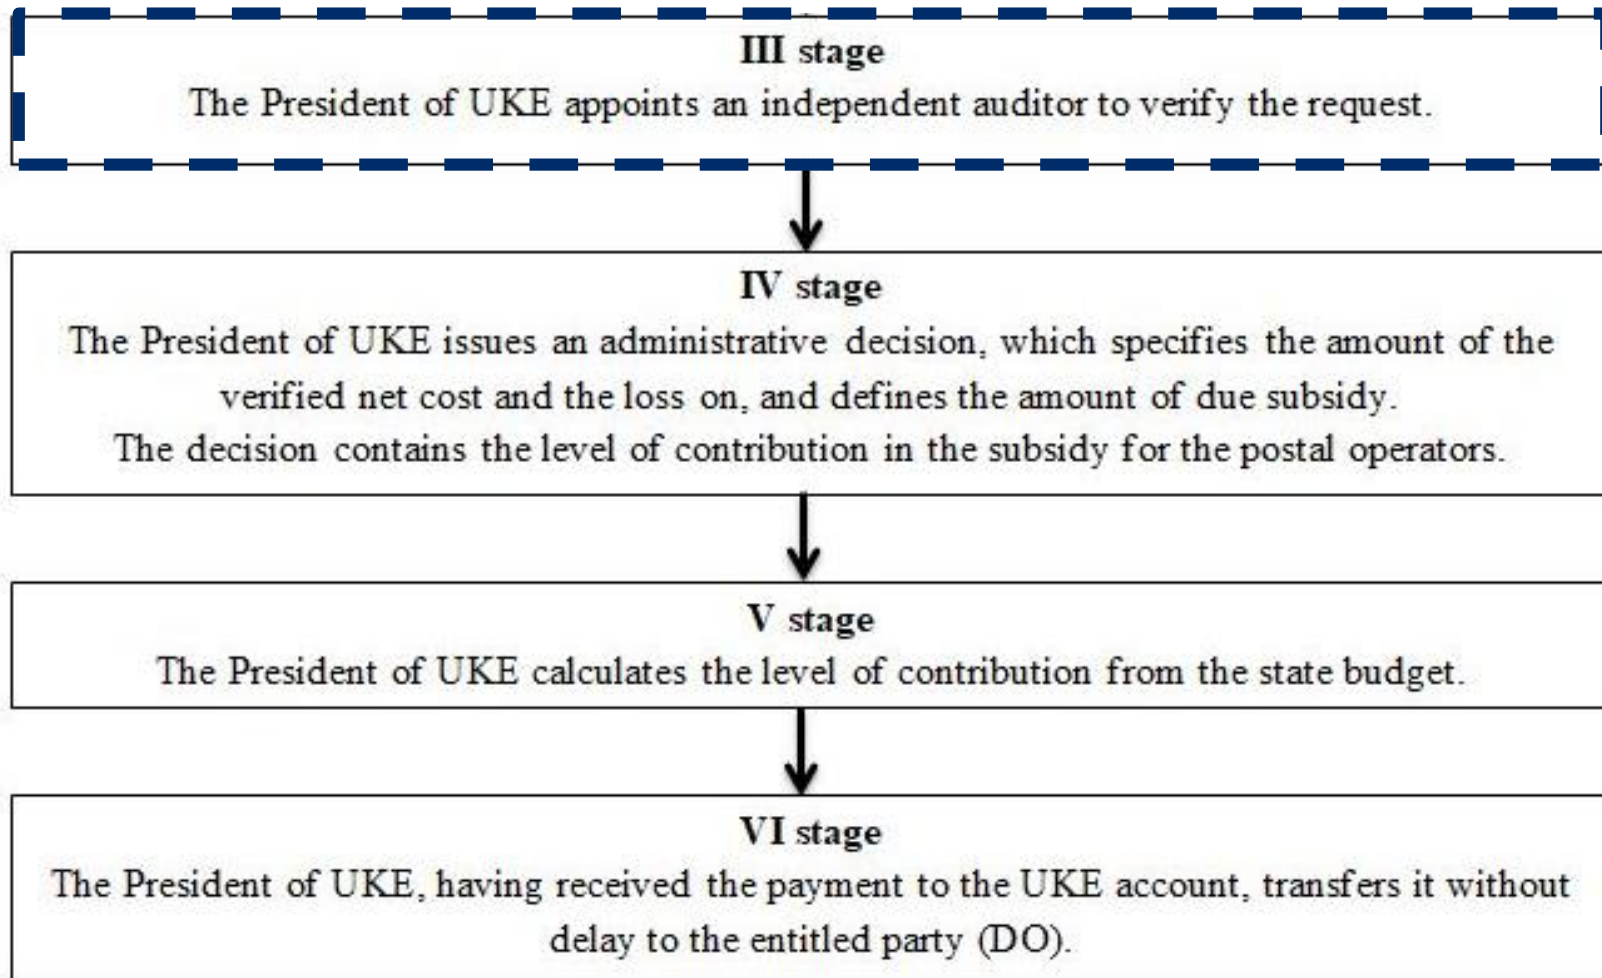 III stage
The President of UKE appoints an independent auditor to verify the request.
IV stage
The President of UKE issues an administrative decision, which specifies the amount of the
verified net cost and the loss on, and defines the amount of due subsidy.
The decision contains the level of contribution in the subsidy for the postal operators.
V stage
The President of UKE calculates the level of contribution from the state budget.
VI stage
The President of UKE, having received the payment to the UKE account, transfers it without
delay to the entitled party (DO).